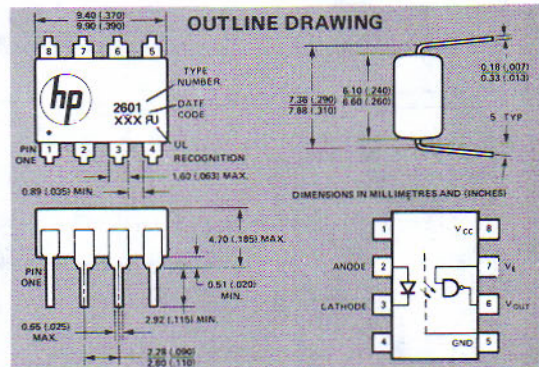 OUTLINE DRAWING
9.40 (.370)
9.90 (.390)
8 7 6 5
hp
2601
XXX RU
TYPE
NUMBER
DATE
CODE
UL
RECOGNITION
PIN
ONE
1 2 3 4
1.60 (.063) MAX.
0.89 (.035) MIN.
7.36 (.290)
7.88 (.310)
6.10 (.240)
6.60 (.260)
0.18 (.007)
0.33 (.013)
5 TYP
DIMENSIONS IN MILLIMETRES AND (INCHES)
4.70 (.185) MAX.
PIN
ONE
0.51 (.020)
MIN.
2.92 (.115) MIN.
0.65 (.025)
MAX.
2.28 (.090)
2.80 (.110)
1 VCC 8
ANODE 2 7 VE
LATHODE 3 6 VOUT
4 GND 5